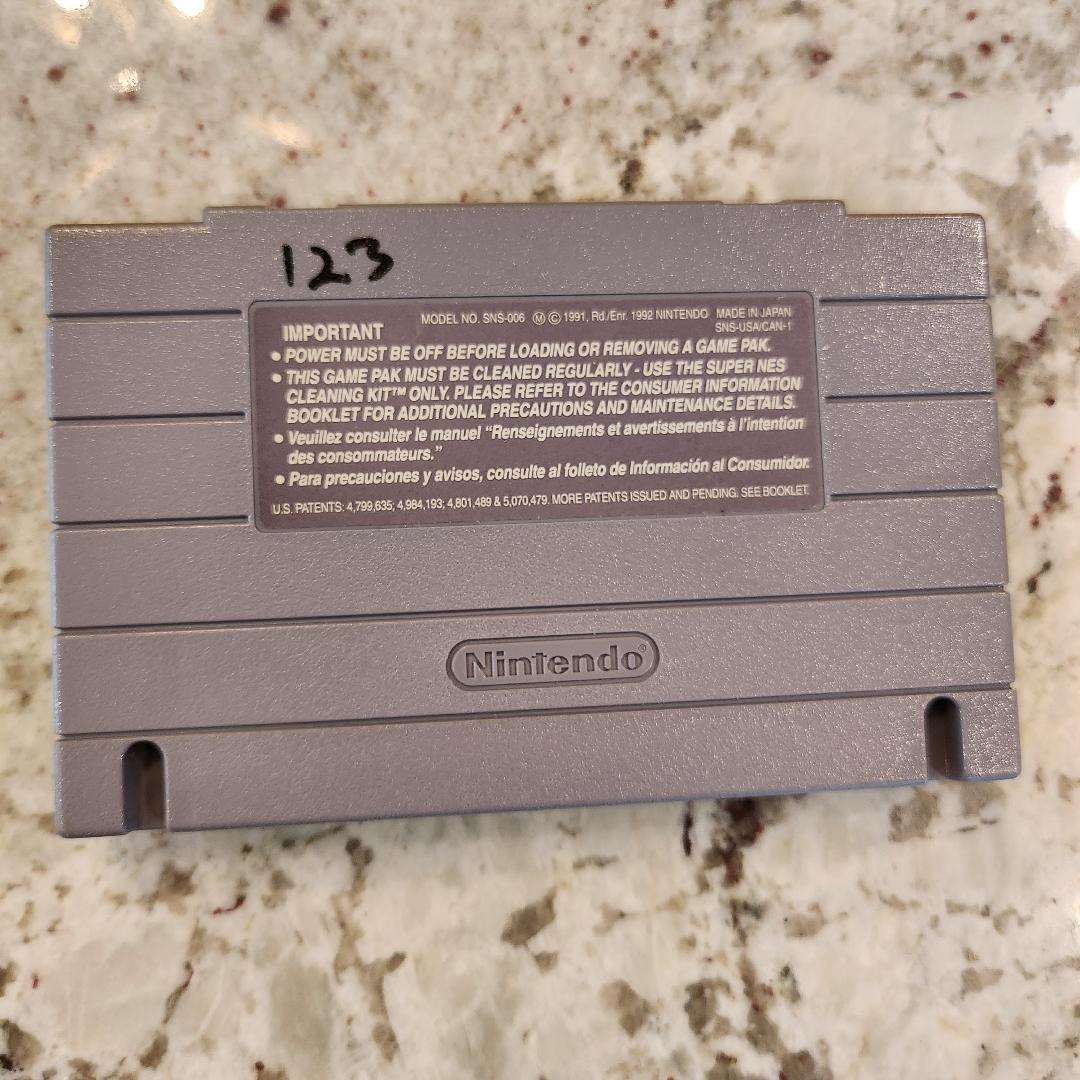 123
IMPORTANT
MODEL NO. SNS-006 Ⓜ © 1991, Rd/Enr. 1992 NINTENDO MADE IN JAPAN
SNS-USA/CAN-1
● POWER MUST BE OFF BEFORE LOADING OR REMOVING A GAME PAK.
● THIS GAME PAK MUST BE CLEANED REGULARLY - USE THE SUPER NES
CLEANING KIT™ ONLY. PLEASE REFER TO THE CONSUMER INFORMATION
BOOKLET FOR ADDITIONAL PRECAUTIONS AND MAINTENANCE DETAILS.
● Veuillez consulter le manuel “Renseignements et avertissements à l'intention
des consommateurs.”
● Para precauciones y avisos, consulte al folleto de Información al Consumidor.
U.S. PATENTS: 4,799,635; 4,984,193; 4,801,489 & 5,070,479. MORE PATENTS ISSUED AND PENDING. SEE BOOKLET.
Nintendo®